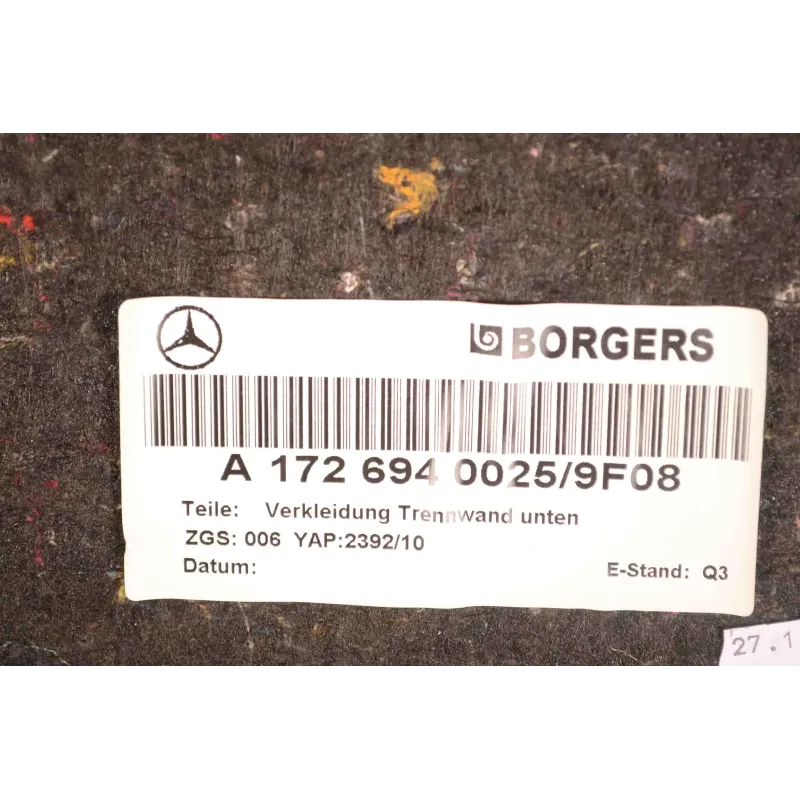 BORGERS
A 172 694 0025/9F08
Teile: Verkleidung Trennwand unten
ZGS: 006 YAP:2392/10
Datum:
E-Stand: Q3
27.1